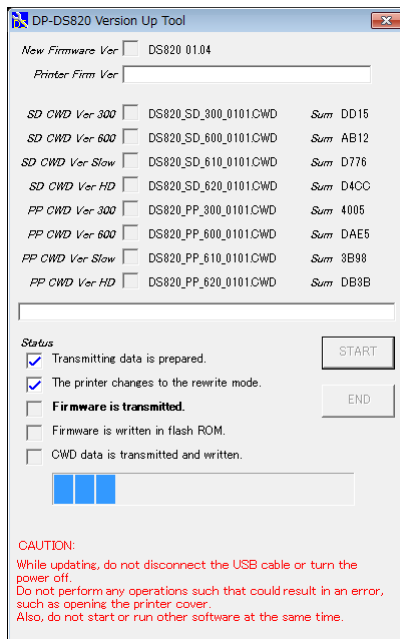 DP-DS820 Version Up Tool
New Firmware Ver DS820 01.04
Printer Firm Ver
SD CWD Ver 300 DS820_SD_300_0101.CWD Sum DD15
SD CWD Ver 600 DS820_SD_600_0101.CWD Sum AB12
SD CWD Ver Slow DS820_SD_610_0101.CWD Sum D776
SD CWD Ver HD DS820_SD_620_0101.CWD Sum D4CC
PP CWD Ver 300 DS820_PP_300_0101.CWD Sum 4005
PP CWD Ver 600 DS820_PP_600_0101.CWD Sum DAE5
PP CWD Ver Slow DS820_PP_610_0101.CWD Sum 3B98
PP CWD Ver HD DS820_PP_620_0101.CWD Sum DB3B
Status
Transmitting data is prepared.
START
The printer changes to the rewrite mode.
END
Firmware is transmitted.
Firmware is written in flash ROM.
CWD data is transmitted and written.
CAUTION:
While updating, do not disconnect the USB cable or turn the
power off.
Do not perform any operations such that could result in an error,
such as opening the printer cover.
Also, do not start or run other software at the same time.